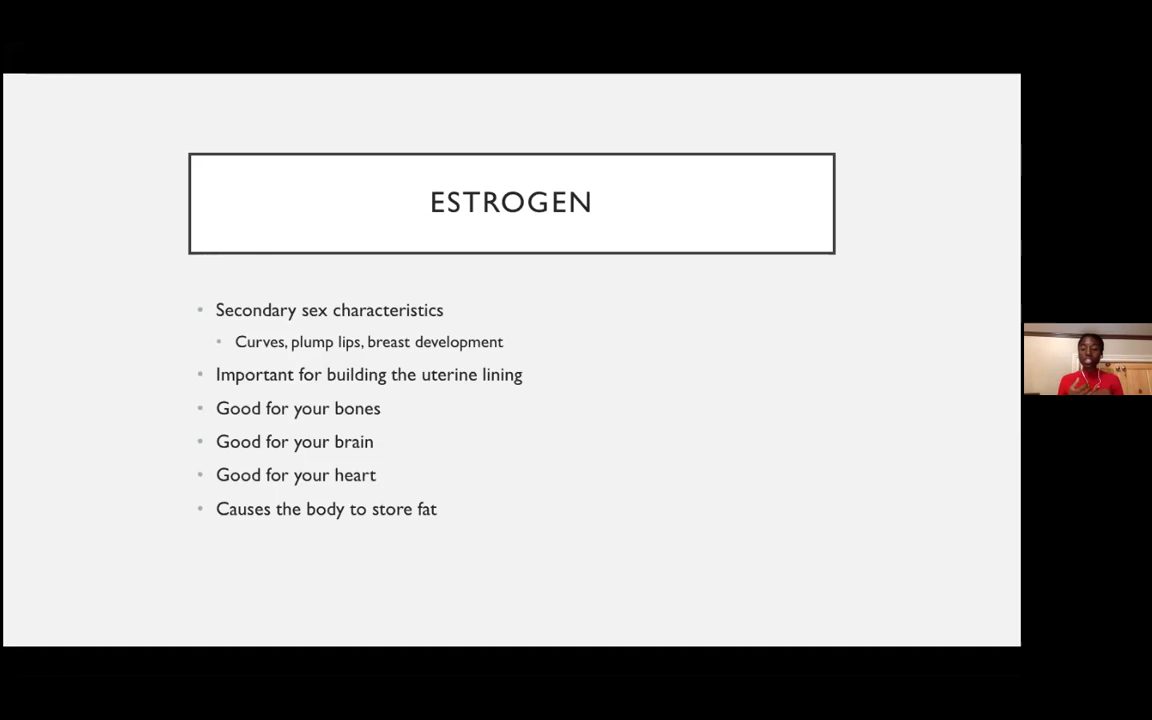 ESTROGEN
Secondary sex characteristics
Curves, plump lips, breast development
Important for building the uterine lining
Good for your bones
Good for your brain
Good for your heart
Causes the body to store fat